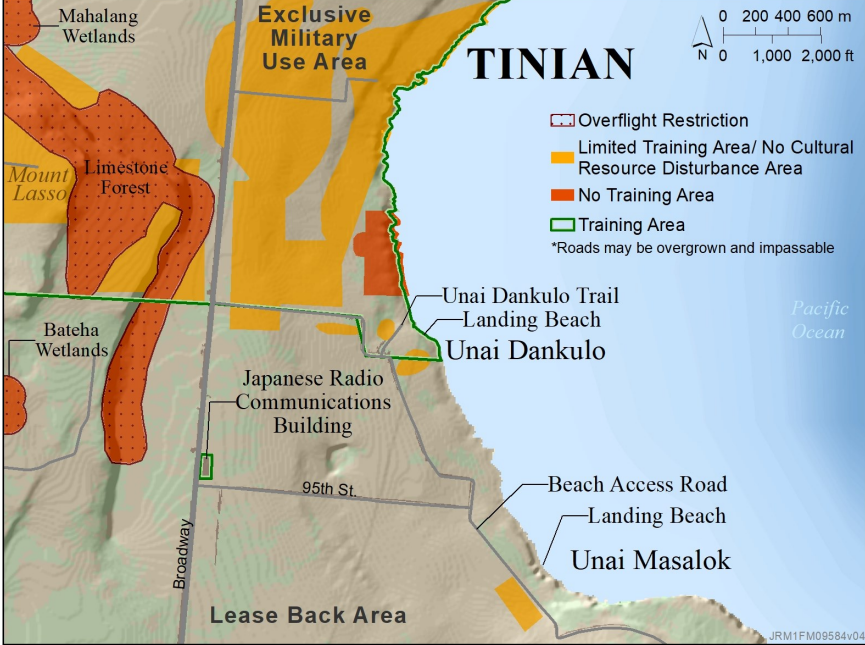 Mahalang
Wetlands
Exclusive
Military
Use Area
TINIAN
0 200 400 600 m
N
0 1,000 2,000 ft
Overflight Restriction
Limited Training Area/ No Cultural
Resource Disturbance Area
No Training Area
Training Area
*Roads may be overgrown and impassable
Mount
Lasso
Limestone
Forest
Unai Dankulo Trail
Landing Beach
Unai Dankulo
Pacific
Ocean
Bateha
Wetlands
Japanese Radio
Communications
Building
95th St.
Broadway
Beach Access Road
Landing Beach
Unai Masalok
Lease Back Area
JRM1FM09584v04